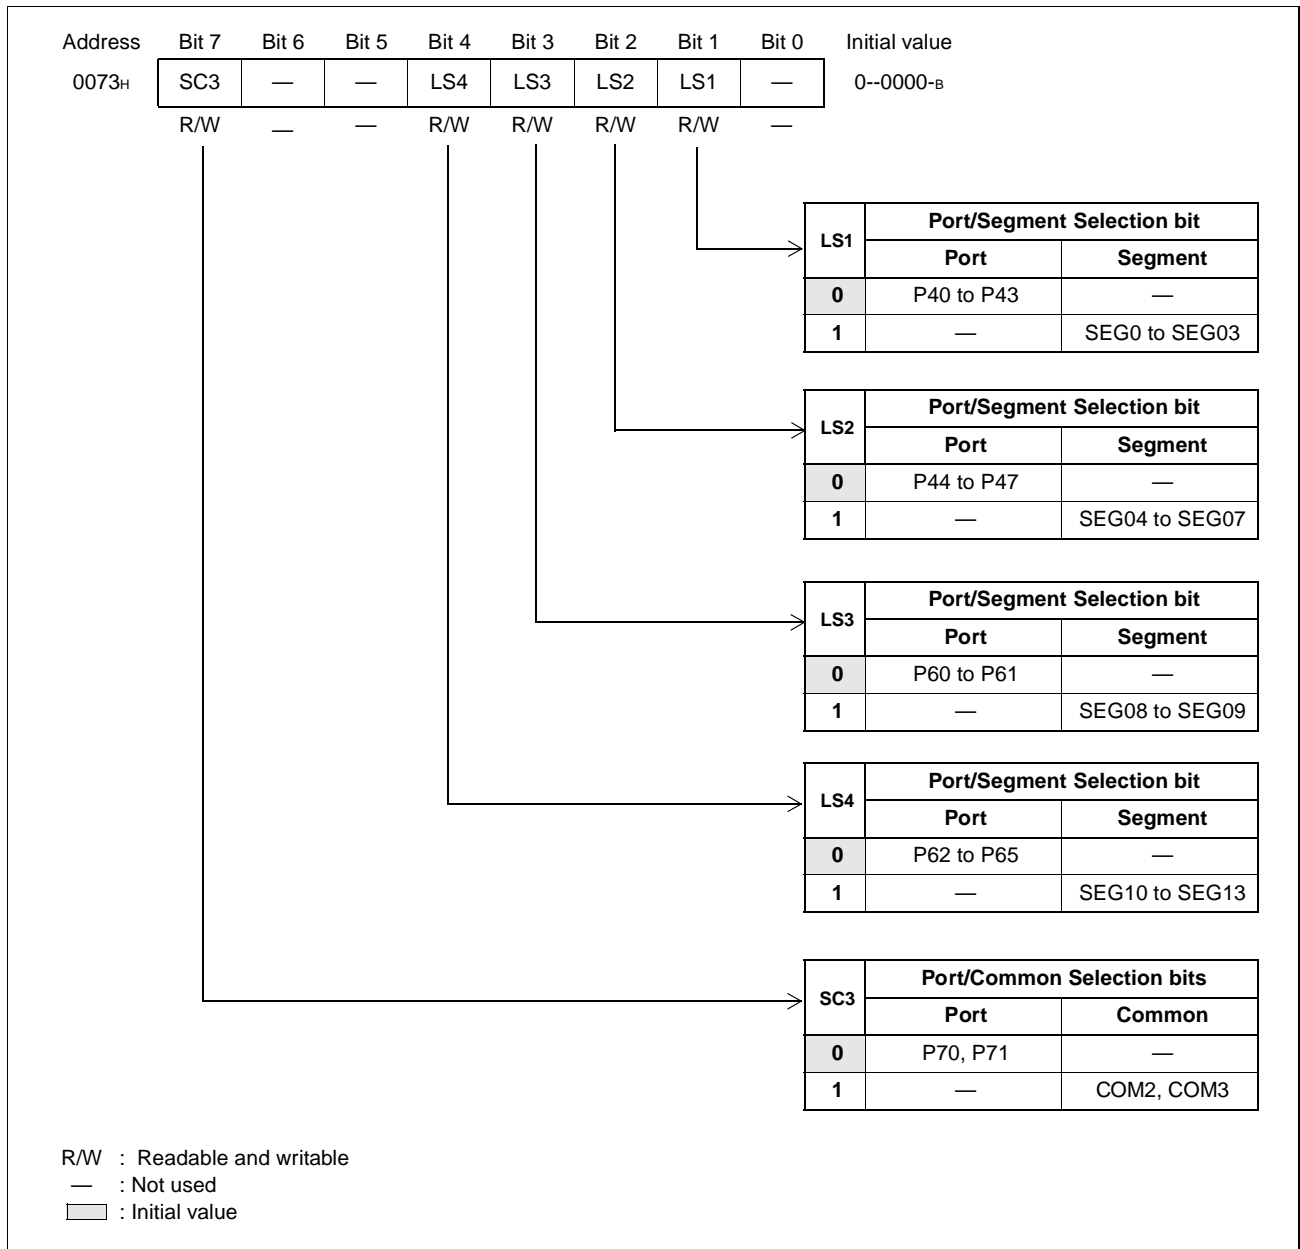 Address Bit 7 Bit 6 Bit 5 Bit 4 Bit 3 Bit 2 Bit 1 Bit 0 Initial value
0073H SC3 — — LS4 LS3 LS2 LS1 — 0--0000-B
R/W — — R/W R/W R/W R/W —
LS1 Port/Segment Selection bit
Port Segment
0 P40 to P43 —
1 — SEG0 to SEG03
LS2 Port/Segment Selection bit
Port Segment
0 P44 to P47 —
1 — SEG04 to SEG07
LS3 Port/Segment Selection bit
Port Segment
0 P60 to P61 —
1 — SEG08 to SEG09
LS4 Port/Segment Selection bit
Port Segment
0 P62 to P65 —
1 — SEG10 to SEG13
SC3 Port/Common Selection bits
Port Common
0 P70, P71 —
1 — COM2, COM3
R/W : Readable and writable
— : Not used
: Initial value